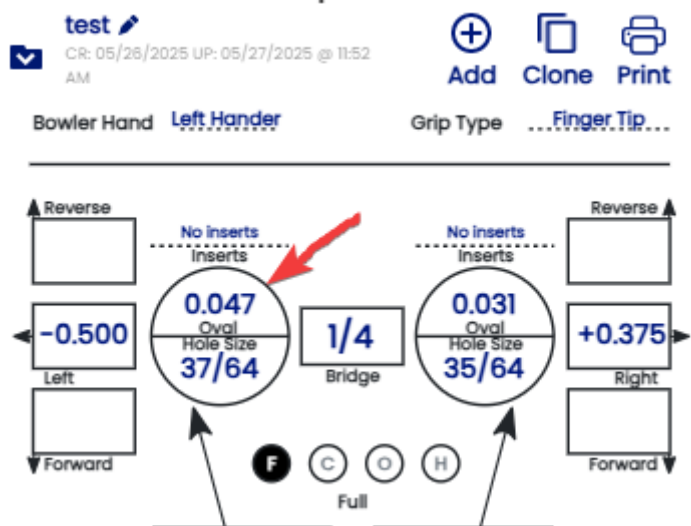 test
CR: 05/26/2025 UP: 05/27/2025 @ 11:52
AM
Add Clone Print
Bowler Hand Left Hander Grip Type Finger Tip
Reverse Reverse
No inserts No inserts
Inserts Inserts
0.047 0.031
Oval Oval
-0.500 1/4 +0.375
Hole Size Hole Size
37/64 35/64
Left Bridge Right
Forward F C O H Forward
Full